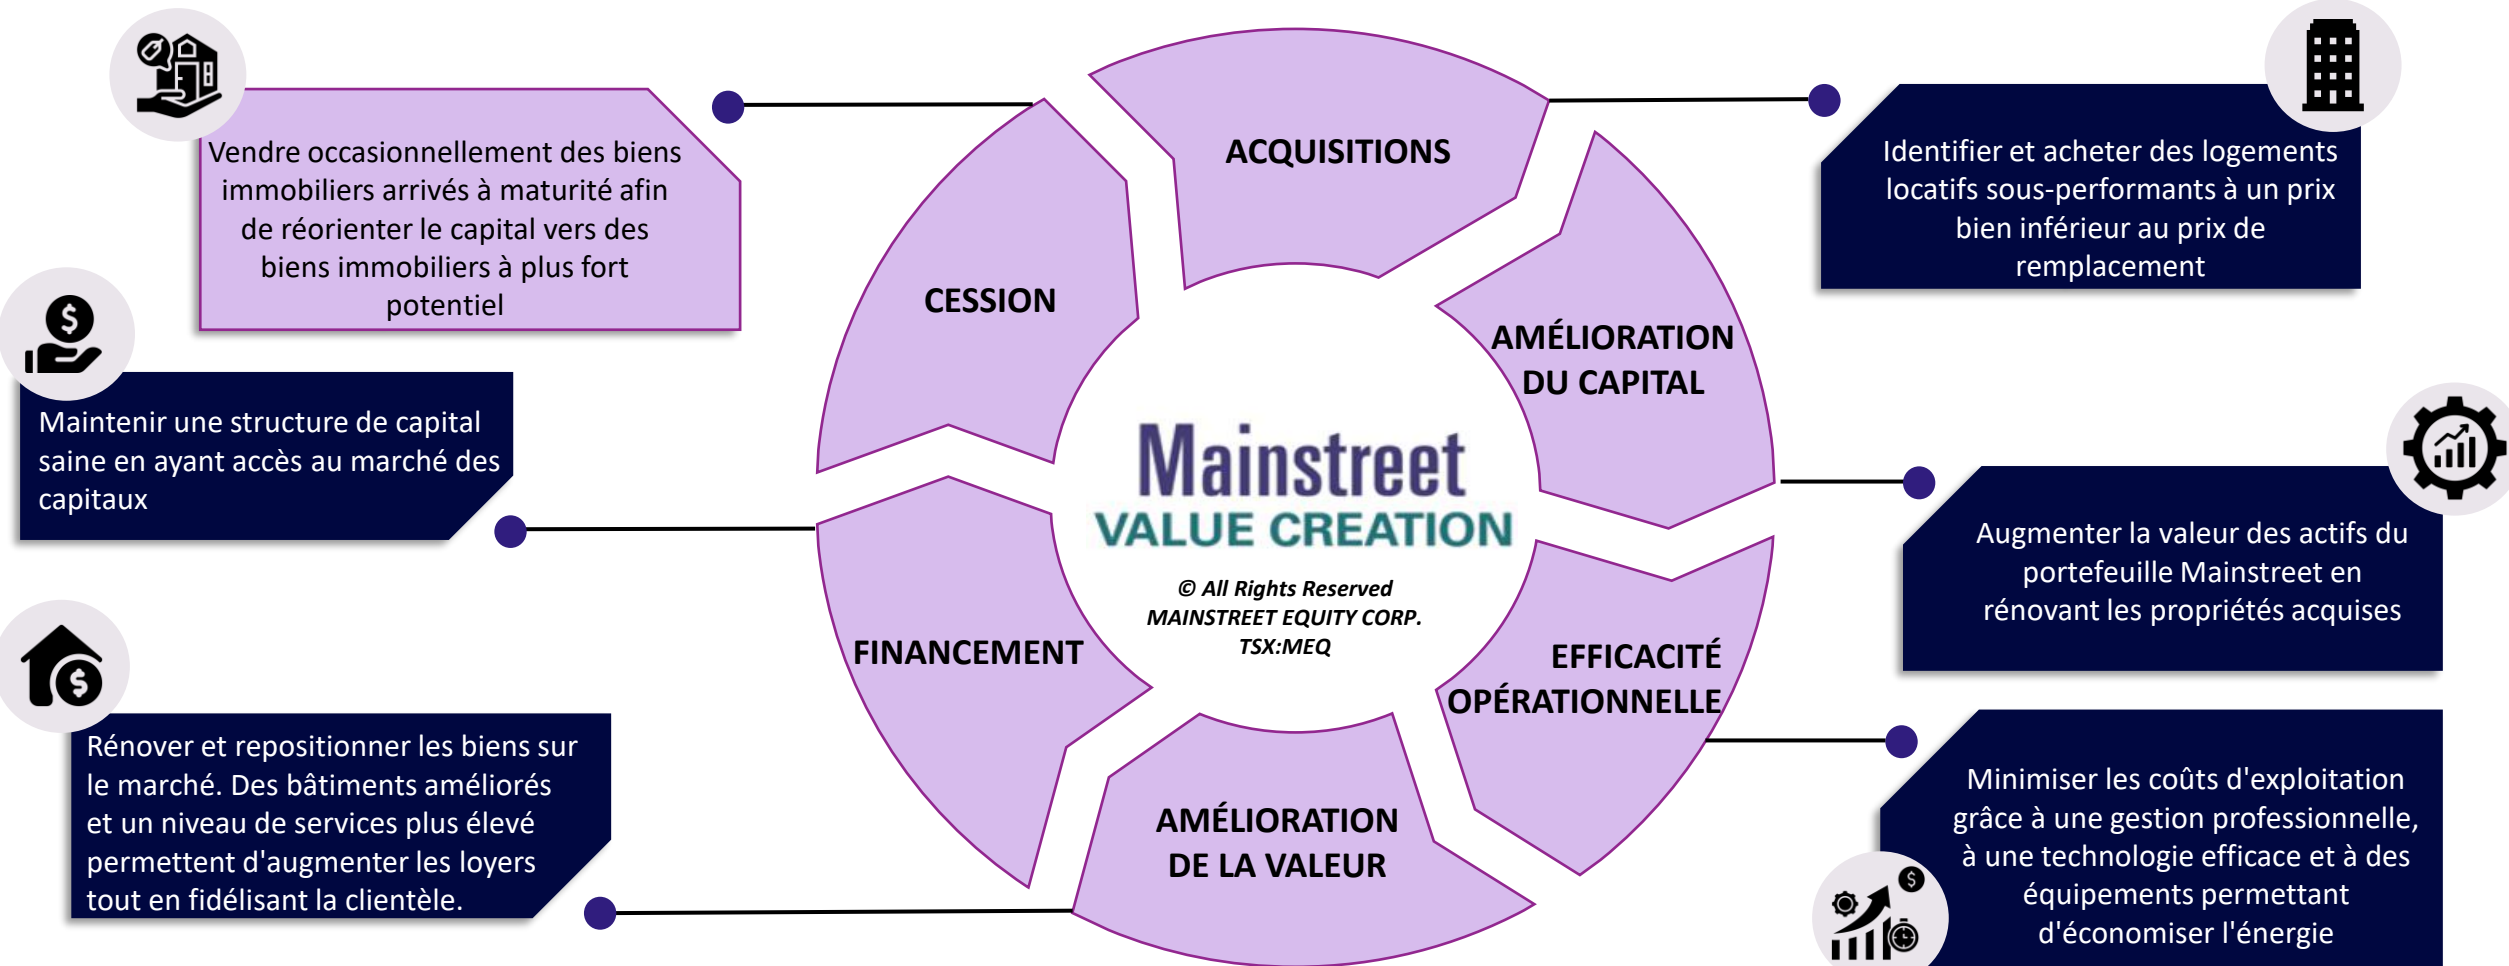 ACQUISITIONS
Identifier et acheter des logements
locatifs sous-performants à un prix
bien inférieur au prix de
remplacement
AMÉLIORATION
DU CAPITAL
Augmenter la valeur des actifs du
portefeuille Mainstreet en
rénovant les propriétés acquises
EFFICACITÉ
OPÉRATIONNELLE
Minimiser les coûts d'exploitation
grâce à une gestion professionnelle,
à une technologie efficace et à des
équipements permettant
d'économiser l'énergie
$
AMÉLIORATION
DE LA VALEUR
Rénover et repositionner les biens sur
le marché. Des bâtiments améliorés
et un niveau de services plus élevé
permettent d'augmenter les loyers
tout en fidélisant la clientèle.
$
FINANCEMENT
Maintenir une structure de capital
saine en ayant accès au marché des
capitaux
$
CESSION
Vendre occasionnellement des biens
immobiliers arrivés à maturité afin
de réorienter le capital vers des
biens immobiliers à plus fort
potentiel
Mainstreet
VALUE CREATION
© All Rights Reserved
MAINSTREET EQUITY CORP.
TSX:MEQ